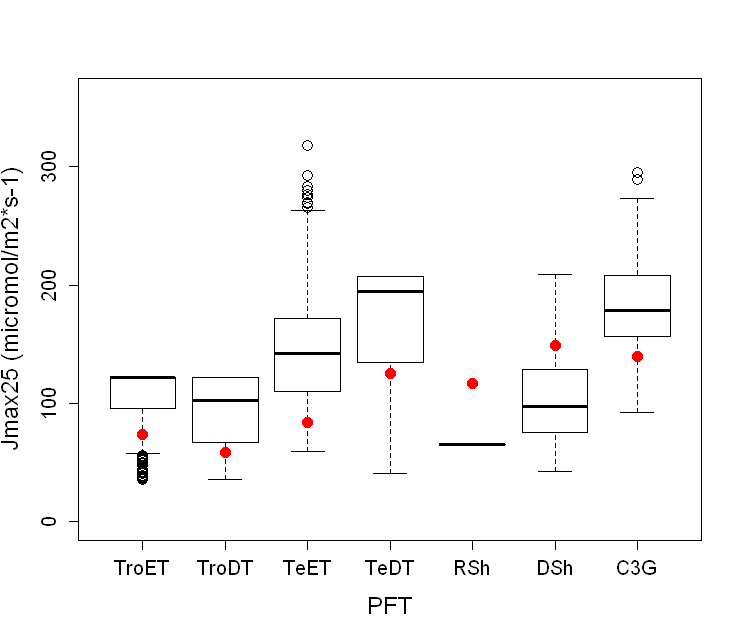 Jmax25 (micromol/m2*s-1)
300
200
100
0
TroET TroDT TeET TeDT RSh DSh C3G
PFT